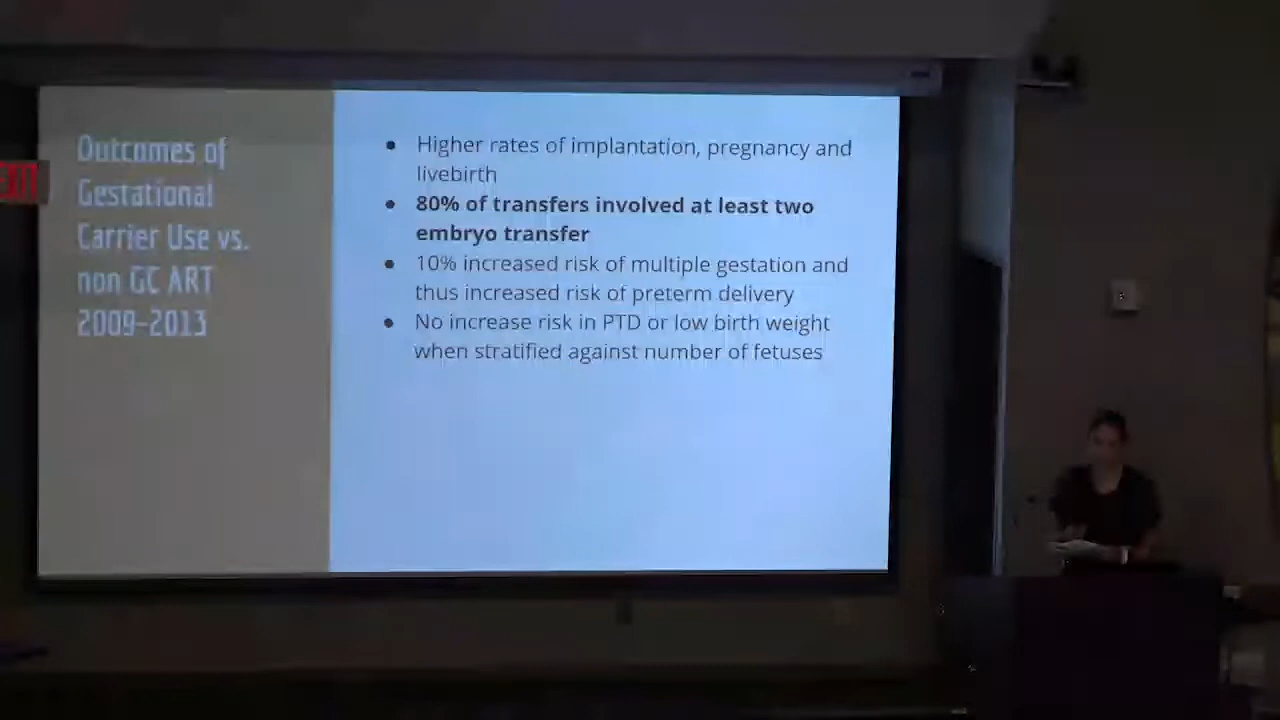 Outcomes of
Gestational
Carrier Use vs.
non GC ART
2009-2013
• Higher rates of implantation, pregnancy and
livebirth
• 80% of transfers involved at least two
embryo transfer
• 10% increased risk of multiple gestation and
thus increased risk of preterm delivery
• No increase risk in PTD or low birth weight
when stratified against number of fetuses